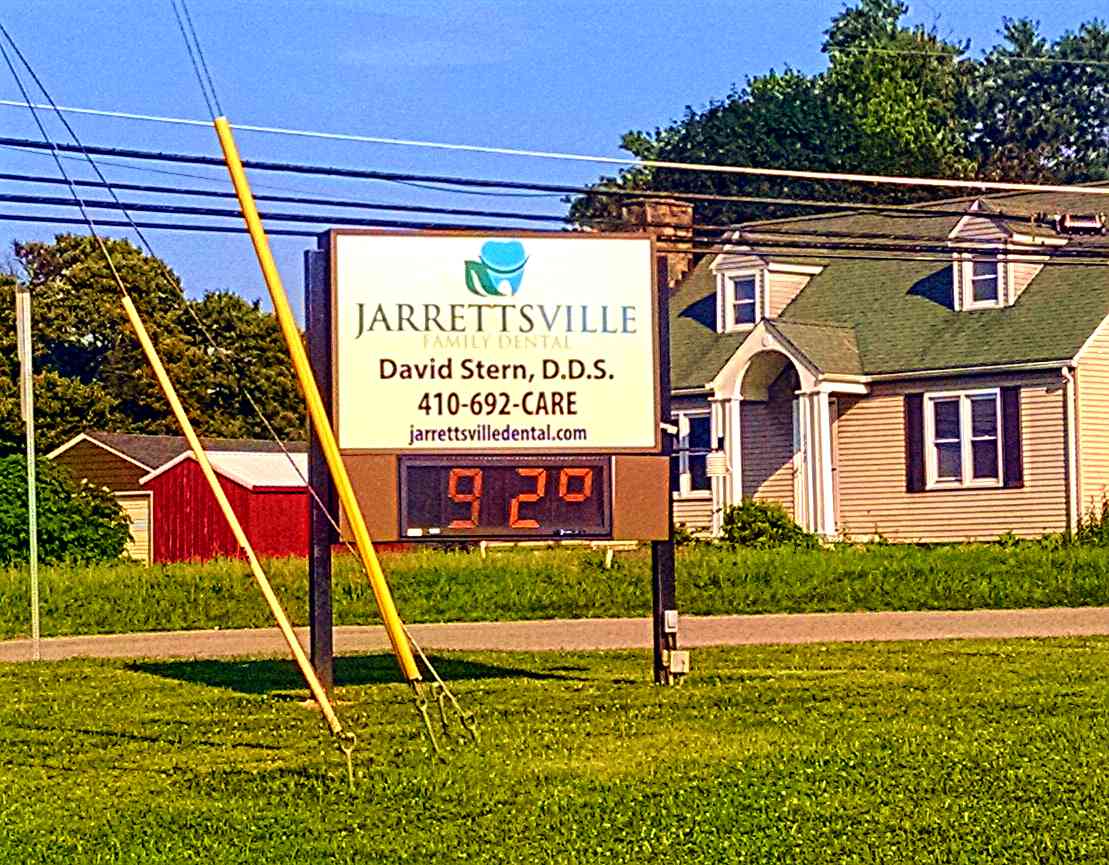 JARRETTSVILLE
FAMILY DENTAL
David Stern, D.D.S.
410-692-CARE
jarrettsvilledental.com
92°